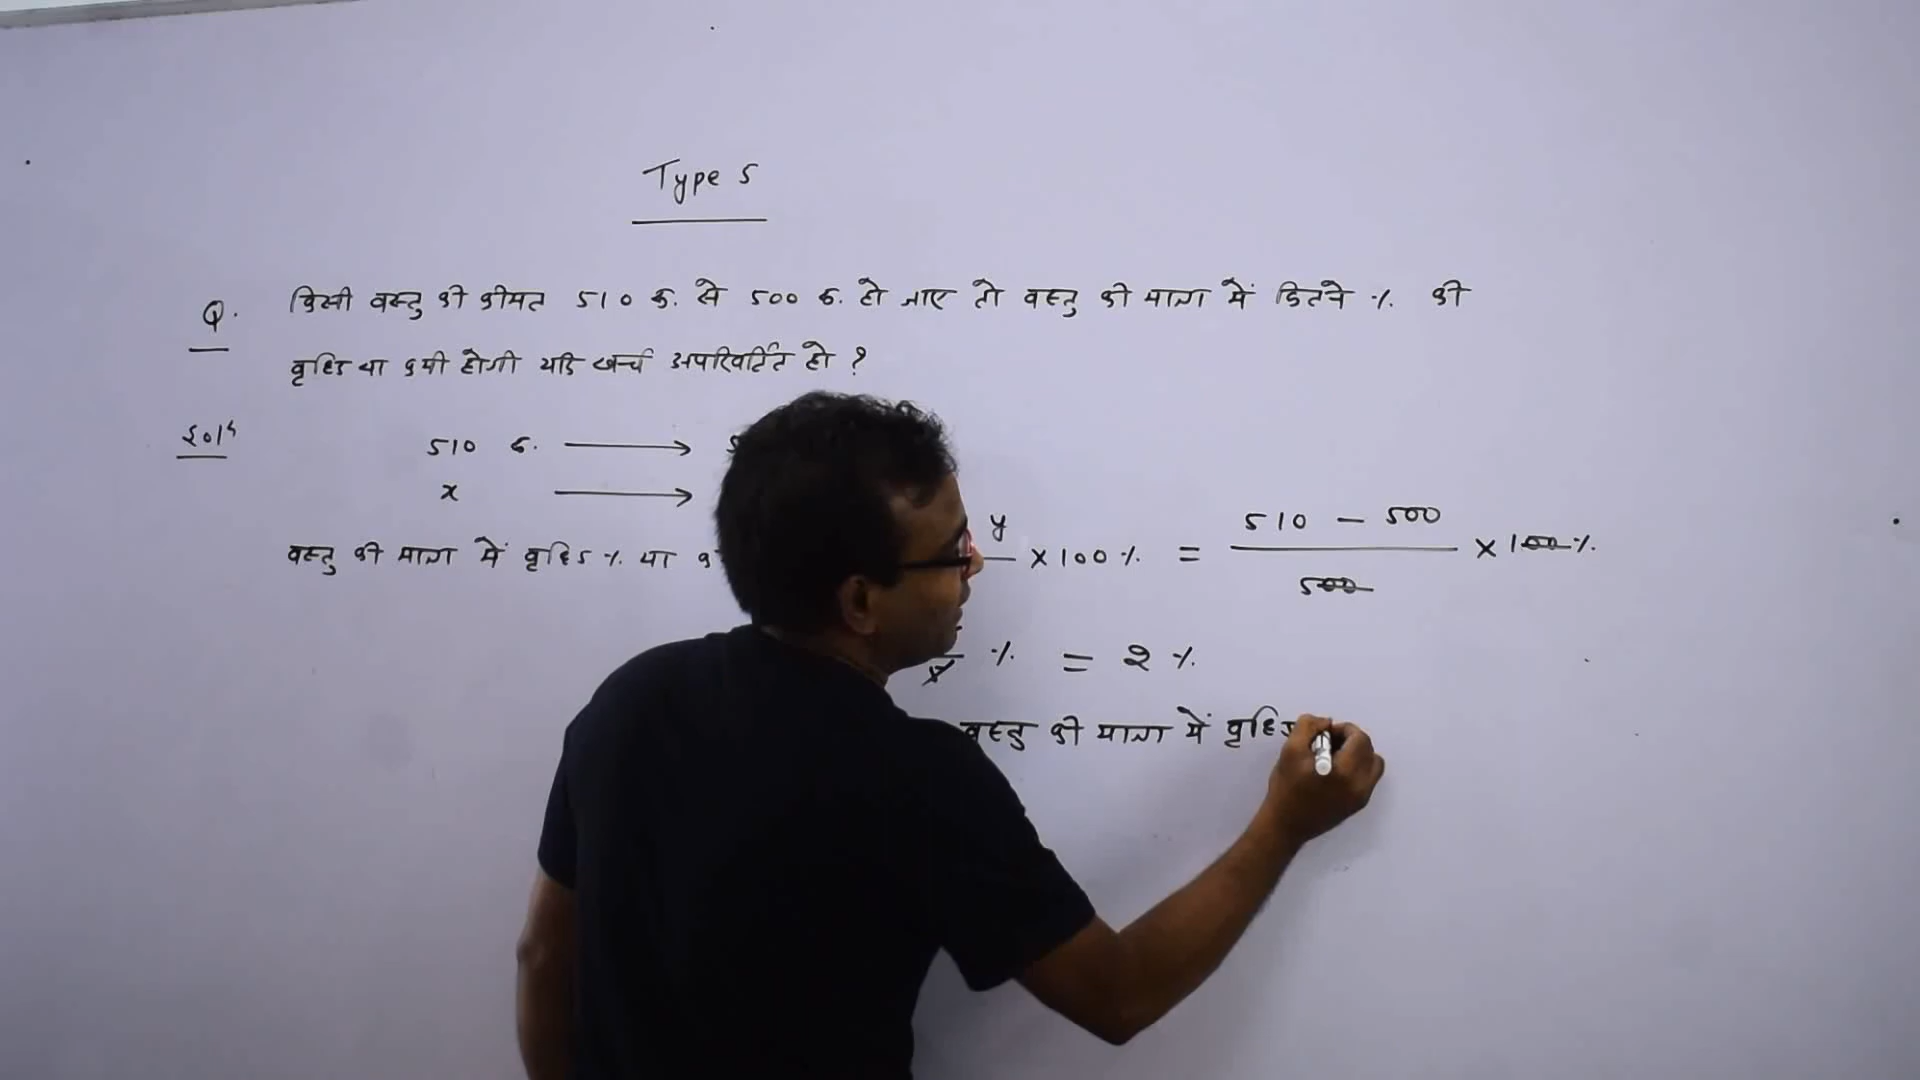 Type 5
Q. किसी वस्तु की कीमत 510 रु. से 500 रु. हो जाए तो वस्तु की मात्रा में कितने % की
वृद्धि या कमी होगी यदि खर्च अपरिवर्तित हो ?
Solⁿ 510 रु. ⟶
x ⟶
वस्तु की मात्रा में वृद्धि % या
y × 100 % = 510 - 500 / 500 × 100 %
% = 2 %
वस्तु की मात्रा में वृद्धि